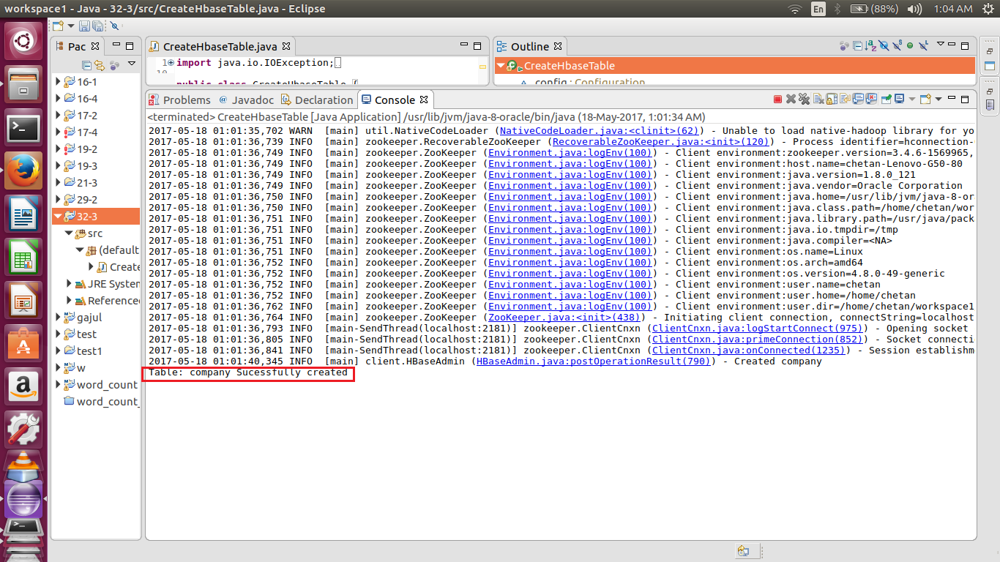 workspace1 - Java - 32-3/src/CreateHbaseTable.java - Eclipse
En
(88%)
1:04 AM
Pac
16-1
16-4
17-2
17-4
19-2
19-3
21-3
29-2
32-3
src
(default
Create
JRE System
Referenced
gajul
test
test1
w
word_count
word_count_
CreateHbaseTable.java
1
import java.io.IOException;
public class CreateHbaseTable {
Outline
CreateHbaseTable
config : Configuration
Problems
Javadoc
Declaration
Console
<terminated> CreateHbaseTable [Java Application] /usr/lib/jvm/java-8-oracle/bin/java (18-May-2017, 1:01:34 AM)
2017-05-18 01:01:35,702 WARN  [main] util.NativeCodeLoader (NativeCodeLoader.java:<clinit>(62)) - Unable to load native-hadoop library for yo
2017-05-18 01:01:36,739 INFO  [main] zookeeper.RecoverableZooKeeper (RecoverableZooKeeper.java:<init>(120)) - Process identifier=hconnection-
2017-05-18 01:01:36,749 INFO  [main] zookeeper.ZooKeeper (Environment.java:logEnv(100)) - Client environment:zookeeper.version=3.4.6-1569965,
2017-05-18 01:01:36,749 INFO  [main] zookeeper.ZooKeeper (Environment.java:logEnv(100)) - Client environment:host.name=chetan-Lenovo-G50-80
2017-05-18 01:01:36,749 INFO  [main] zookeeper.ZooKeeper (Environment.java:logEnv(100)) - Client environment:java.version=1.8.0_121
2017-05-18 01:01:36,749 INFO  [main] zookeeper.ZooKeeper (Environment.java:logEnv(100)) - Client environment:java.vendor=Oracle Corporation
2017-05-18 01:01:36,750 INFO  [main] zookeeper.ZooKeeper (Environment.java:logEnv(100)) - Client environment:java.home=/usr/lib/jvm/java-8-or
2017-05-18 01:01:36,750 INFO  [main] zookeeper.ZooKeeper (Environment.java:logEnv(100)) - Client environment:java.class.path=/home/chetan/wor
2017-05-18 01:01:36,751 INFO  [main] zookeeper.ZooKeeper (Environment.java:logEnv(100)) - Client environment:java.library.path=/usr/java/pack
2017-05-18 01:01:36,751 INFO  [main] zookeeper.ZooKeeper (Environment.java:logEnv(100)) - Client environment:java.io.tmpdir=/tmp
2017-05-18 01:01:36,751 INFO  [main] zookeeper.ZooKeeper (Environment.java:logEnv(100)) - Client environment:java.compiler=<NA>
2017-05-18 01:01:36,751 INFO  [main] zookeeper.ZooKeeper (Environment.java:logEnv(100)) - Client environment:os.name=Linux
2017-05-18 01:01:36,752 INFO  [main] zookeeper.ZooKeeper (Environment.java:logEnv(100)) - Client environment:os.arch=amd64
2017-05-18 01:01:36,752 INFO  [main] zookeeper.ZooKeeper (Environment.java:logEnv(100)) - Client environment:os.version=4.8.0-49-generic
2017-05-18 01:01:36,752 INFO  [main] zookeeper.ZooKeeper (Environment.java:logEnv(100)) - Client environment:user.name=chetan
2017-05-18 01:01:36,752 INFO  [main] zookeeper.ZooKeeper (Environment.java:logEnv(100)) - Client environment:user.home=/home/chetan
2017-05-18 01:01:36,762 INFO  [main] zookeeper.ZooKeeper (Environment.java:logEnv(100)) - Client environment:user.dir=/home/chetan/workspace1
2017-05-18 01:01:36,764 INFO  [main] zookeeper.ZooKeeper (ZooKeeper.java:<init>(438)) - Initiating client connection, connectString=localhost
2017-05-18 01:01:36,793 INFO  [main-SendThread(localhost:2181)] zookeeper.ClientCnxn (ClientCnxn.java:logStartConnect(975)) - Opening socket
2017-05-18 01:01:36,805 INFO  [main-SendThread(localhost:2181)] zookeeper.ClientCnxn (ClientCnxn.java:primeConnection(852)) - Socket connecti
2017-05-18 01:01:36,841 INFO  [main-SendThread(localhost:2181)] zookeeper.ClientCnxn (ClientCnxn.java:onConnected(1235)) - Session establishm
2017-05-18 01:01:40,345 INFO  [main] client.HBaseAdmin (HBaseAdmin.java:postOperationResult(790)) - Created company
Table: company Sucessfully created